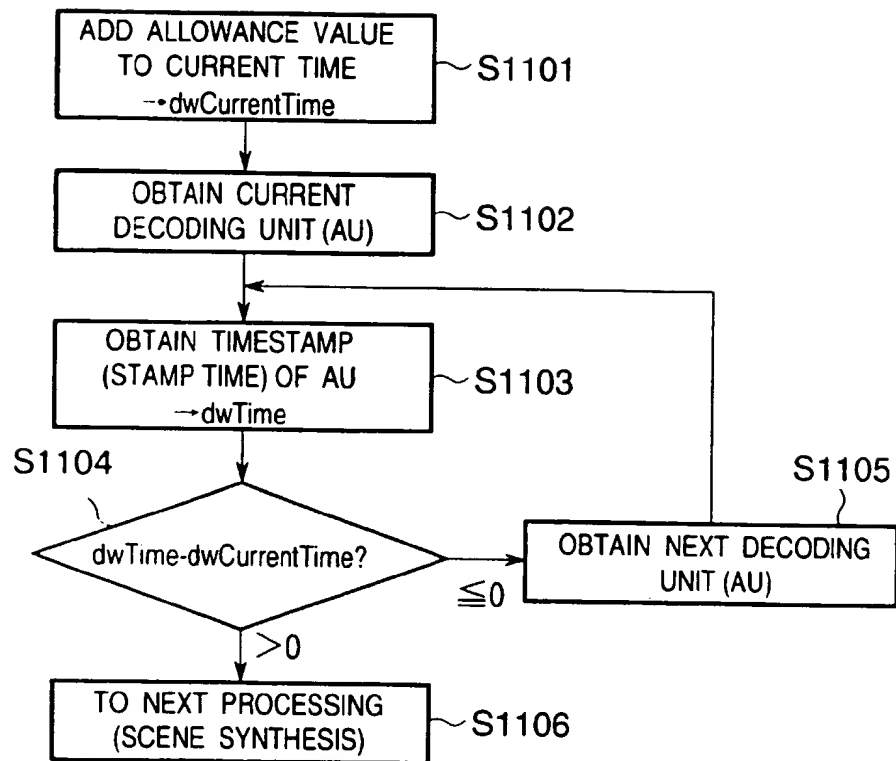 ADD ALLOWANCE VALUE
TO CURRENT TIME
→dwCurrentTime
S1101
OBTAIN CURRENT
DECODING UNIT (AU)
S1102
OBTAIN TIMESTAMP
(STAMP TIME) OF AU
→dwTime
S1103
S1104
dwTime-dwCurrentTime?
≦0
>0
S1105
OBTAIN NEXT DECODING
UNIT (AU)
TO NEXT PROCESSING
(SCENE SYNTHESIS)
S1106